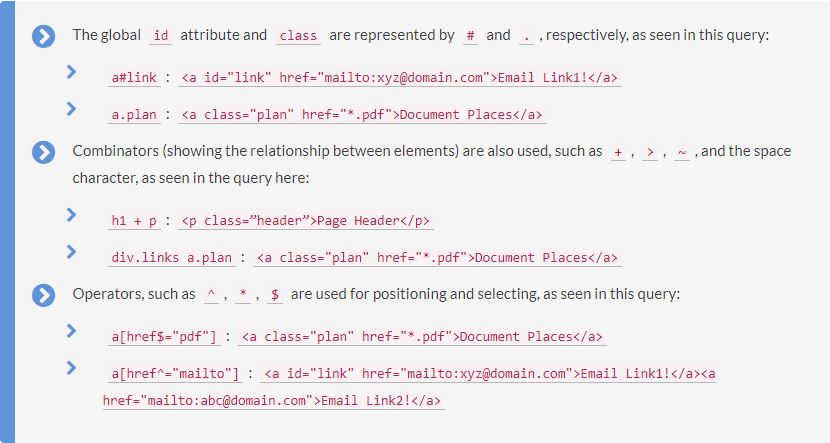 The global id attribute and class are represented by # and . , respectively, as seen in this query:
a#link : <a id="link" href="mailto:xyz@domain.com">Email Link1!</a>
a.plan : <a class="plan" href="*.pdf">Document Places</a>
Combinators (showing the relationship between elements) are also used, such as + , > , ~ , and the space
character, as seen in the query here:
h1 + p : <p class=”header”>Page Header</p>
div.links a.plan : <a class="plan" href="*.pdf">Document Places</a>
Operators, such as ^ , * , $ are used for positioning and selecting, as seen in this query:
a[href$="pdf"] : <a class="plan" href="*.pdf">Document Places</a>
a[href^="mailto"] : <a id="link" href="mailto:xyz@domain.com">Email Link1!</a><a
href="mailto:abc@domain.com">Email Link2!</a>